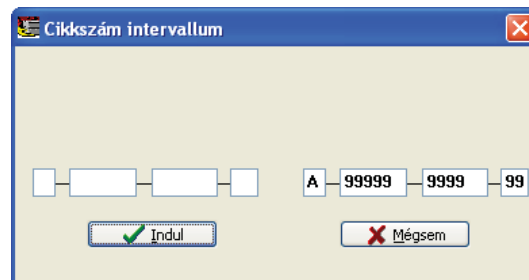 Cikkszám intervallum
A – 99999 – 9999 – 99
Indul
Mégsem